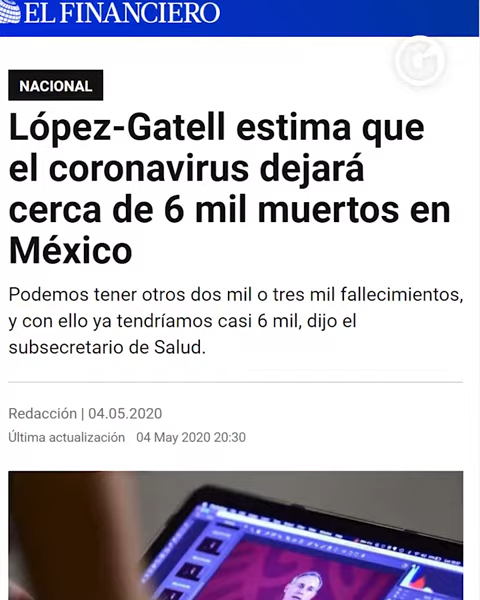 EL FINANCIERO
NACIONAL
López-Gatell estima que
el coronavirus dejará
cerca de 6 mil muertos en
México
Podemos tener otros dos mil o tres mil fallecimientos,
y con ello ya tendríamos casi 6 mil, dijo el
subsecretario de Salud.
Redacción | 04.05.2020
Última actualización 04 May 2020 20:30